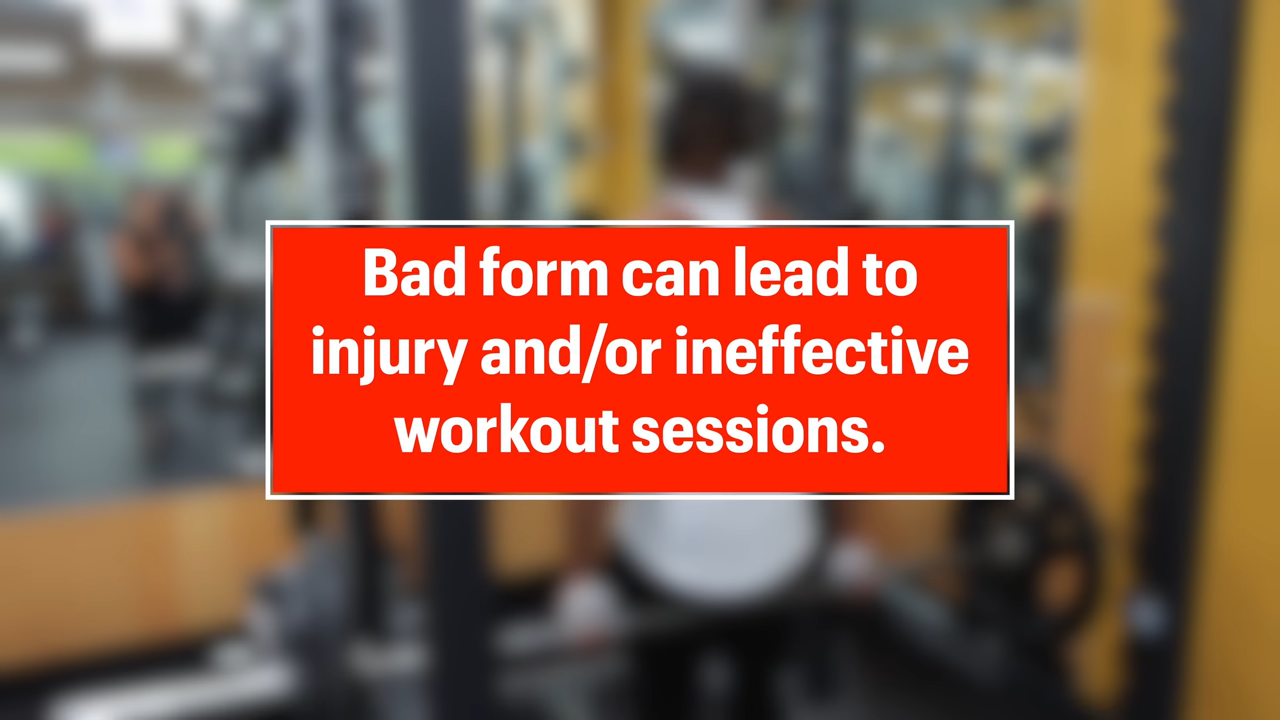 Bad form can lead to
injury and/or ineffective
workout sessions.